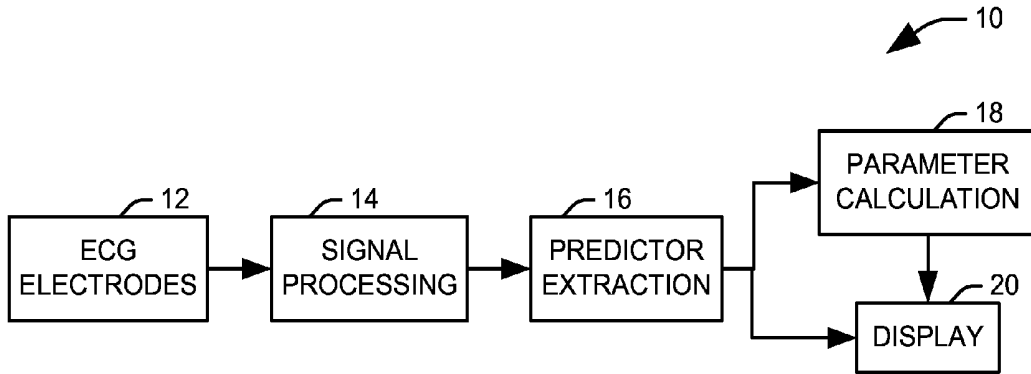 10
18
PARAMETER
CALCULATION
12
14
16
ECG
ELECTRODES
SIGNAL
PROCESSING
PREDICTOR
EXTRACTION
20
DISPLAY